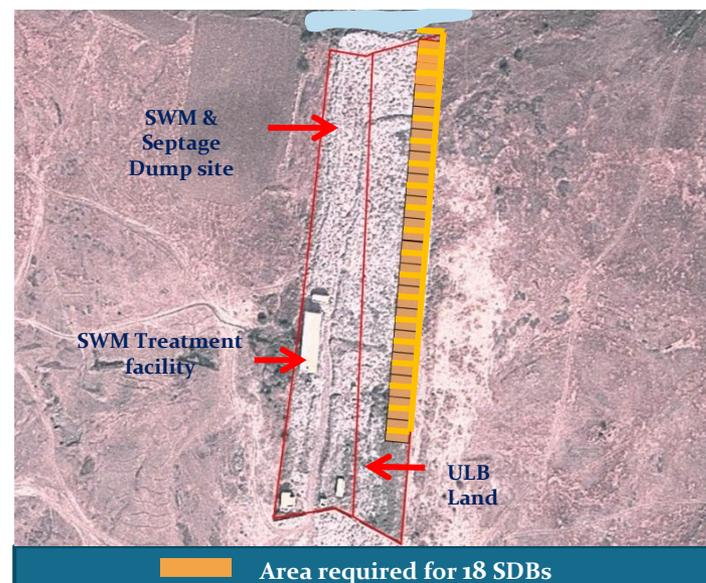 SWM &
Septage
Dump site
SWM Treatment
facility
ULB
Land
Area required for 18 SDBs